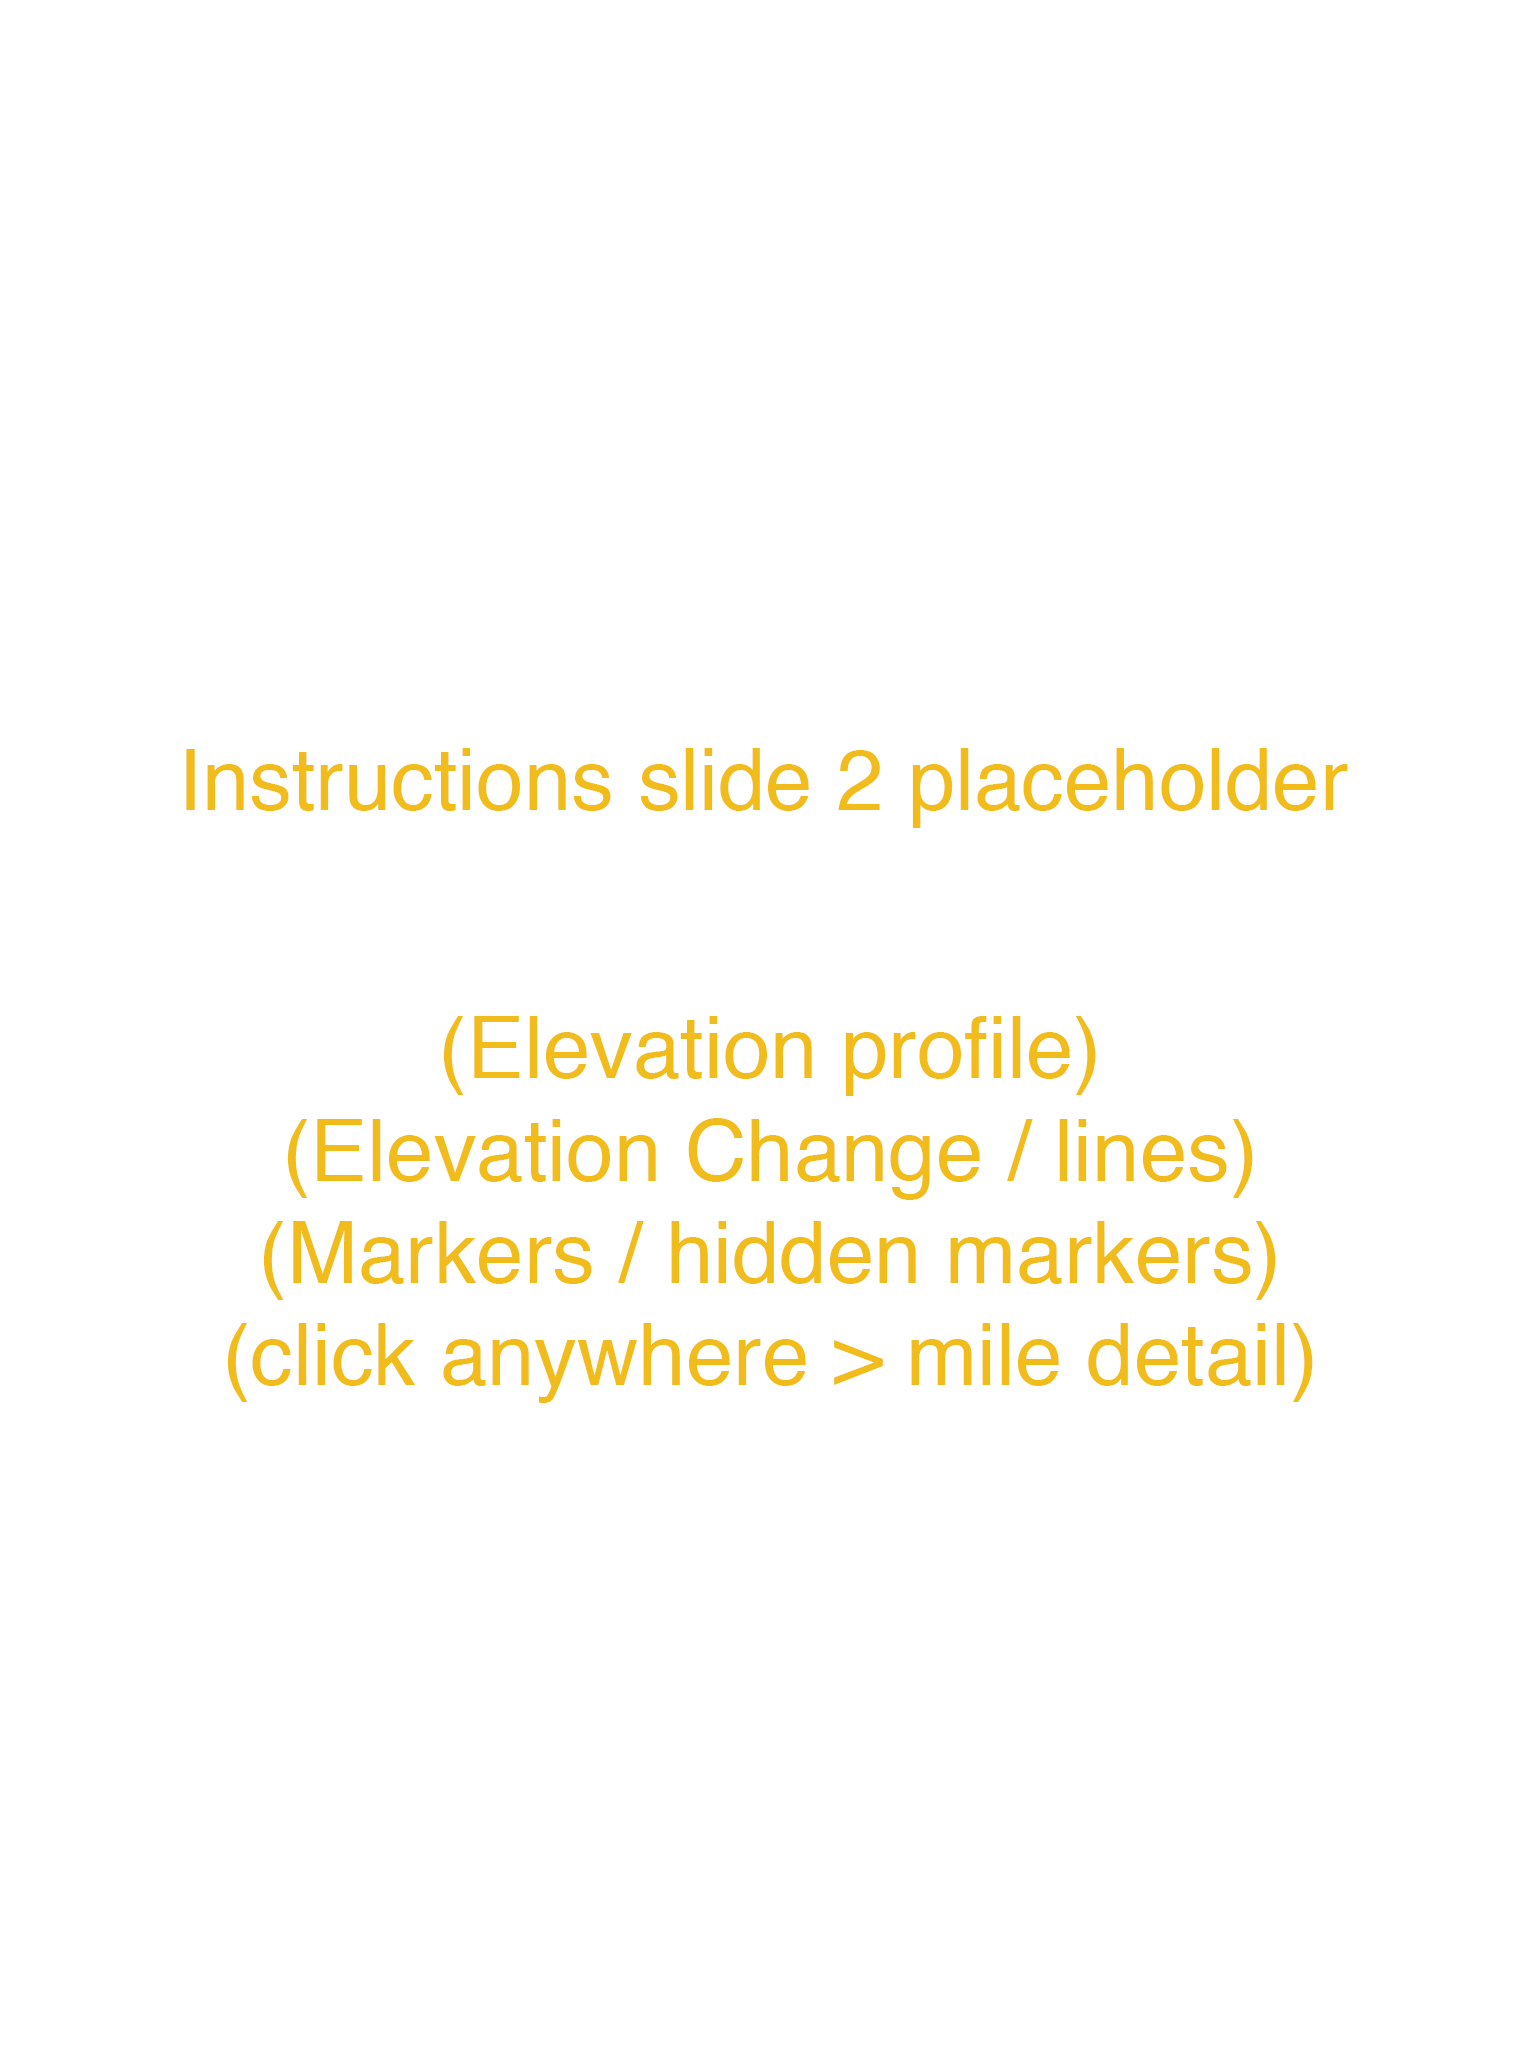 Instructions slide 2 placeholder
(Elevation profile)
(Elevation Change / lines)
(Markers / hidden markers)
(click anywhere > mile detail)